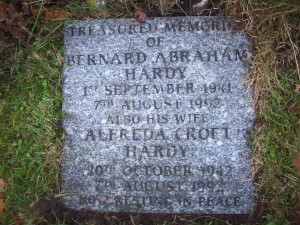 TREASURED MEMORIES
OF
BERNARD ABRAHAM
HARDY
1ST SEPTEMBER 1941
7TH AUGUST 1992
ALSO HIS WIFE
ALFREDA CROFT
HARDY
20TH OCTOBER 1942
7TH AUGUST 1992
RESTING IN PEACE